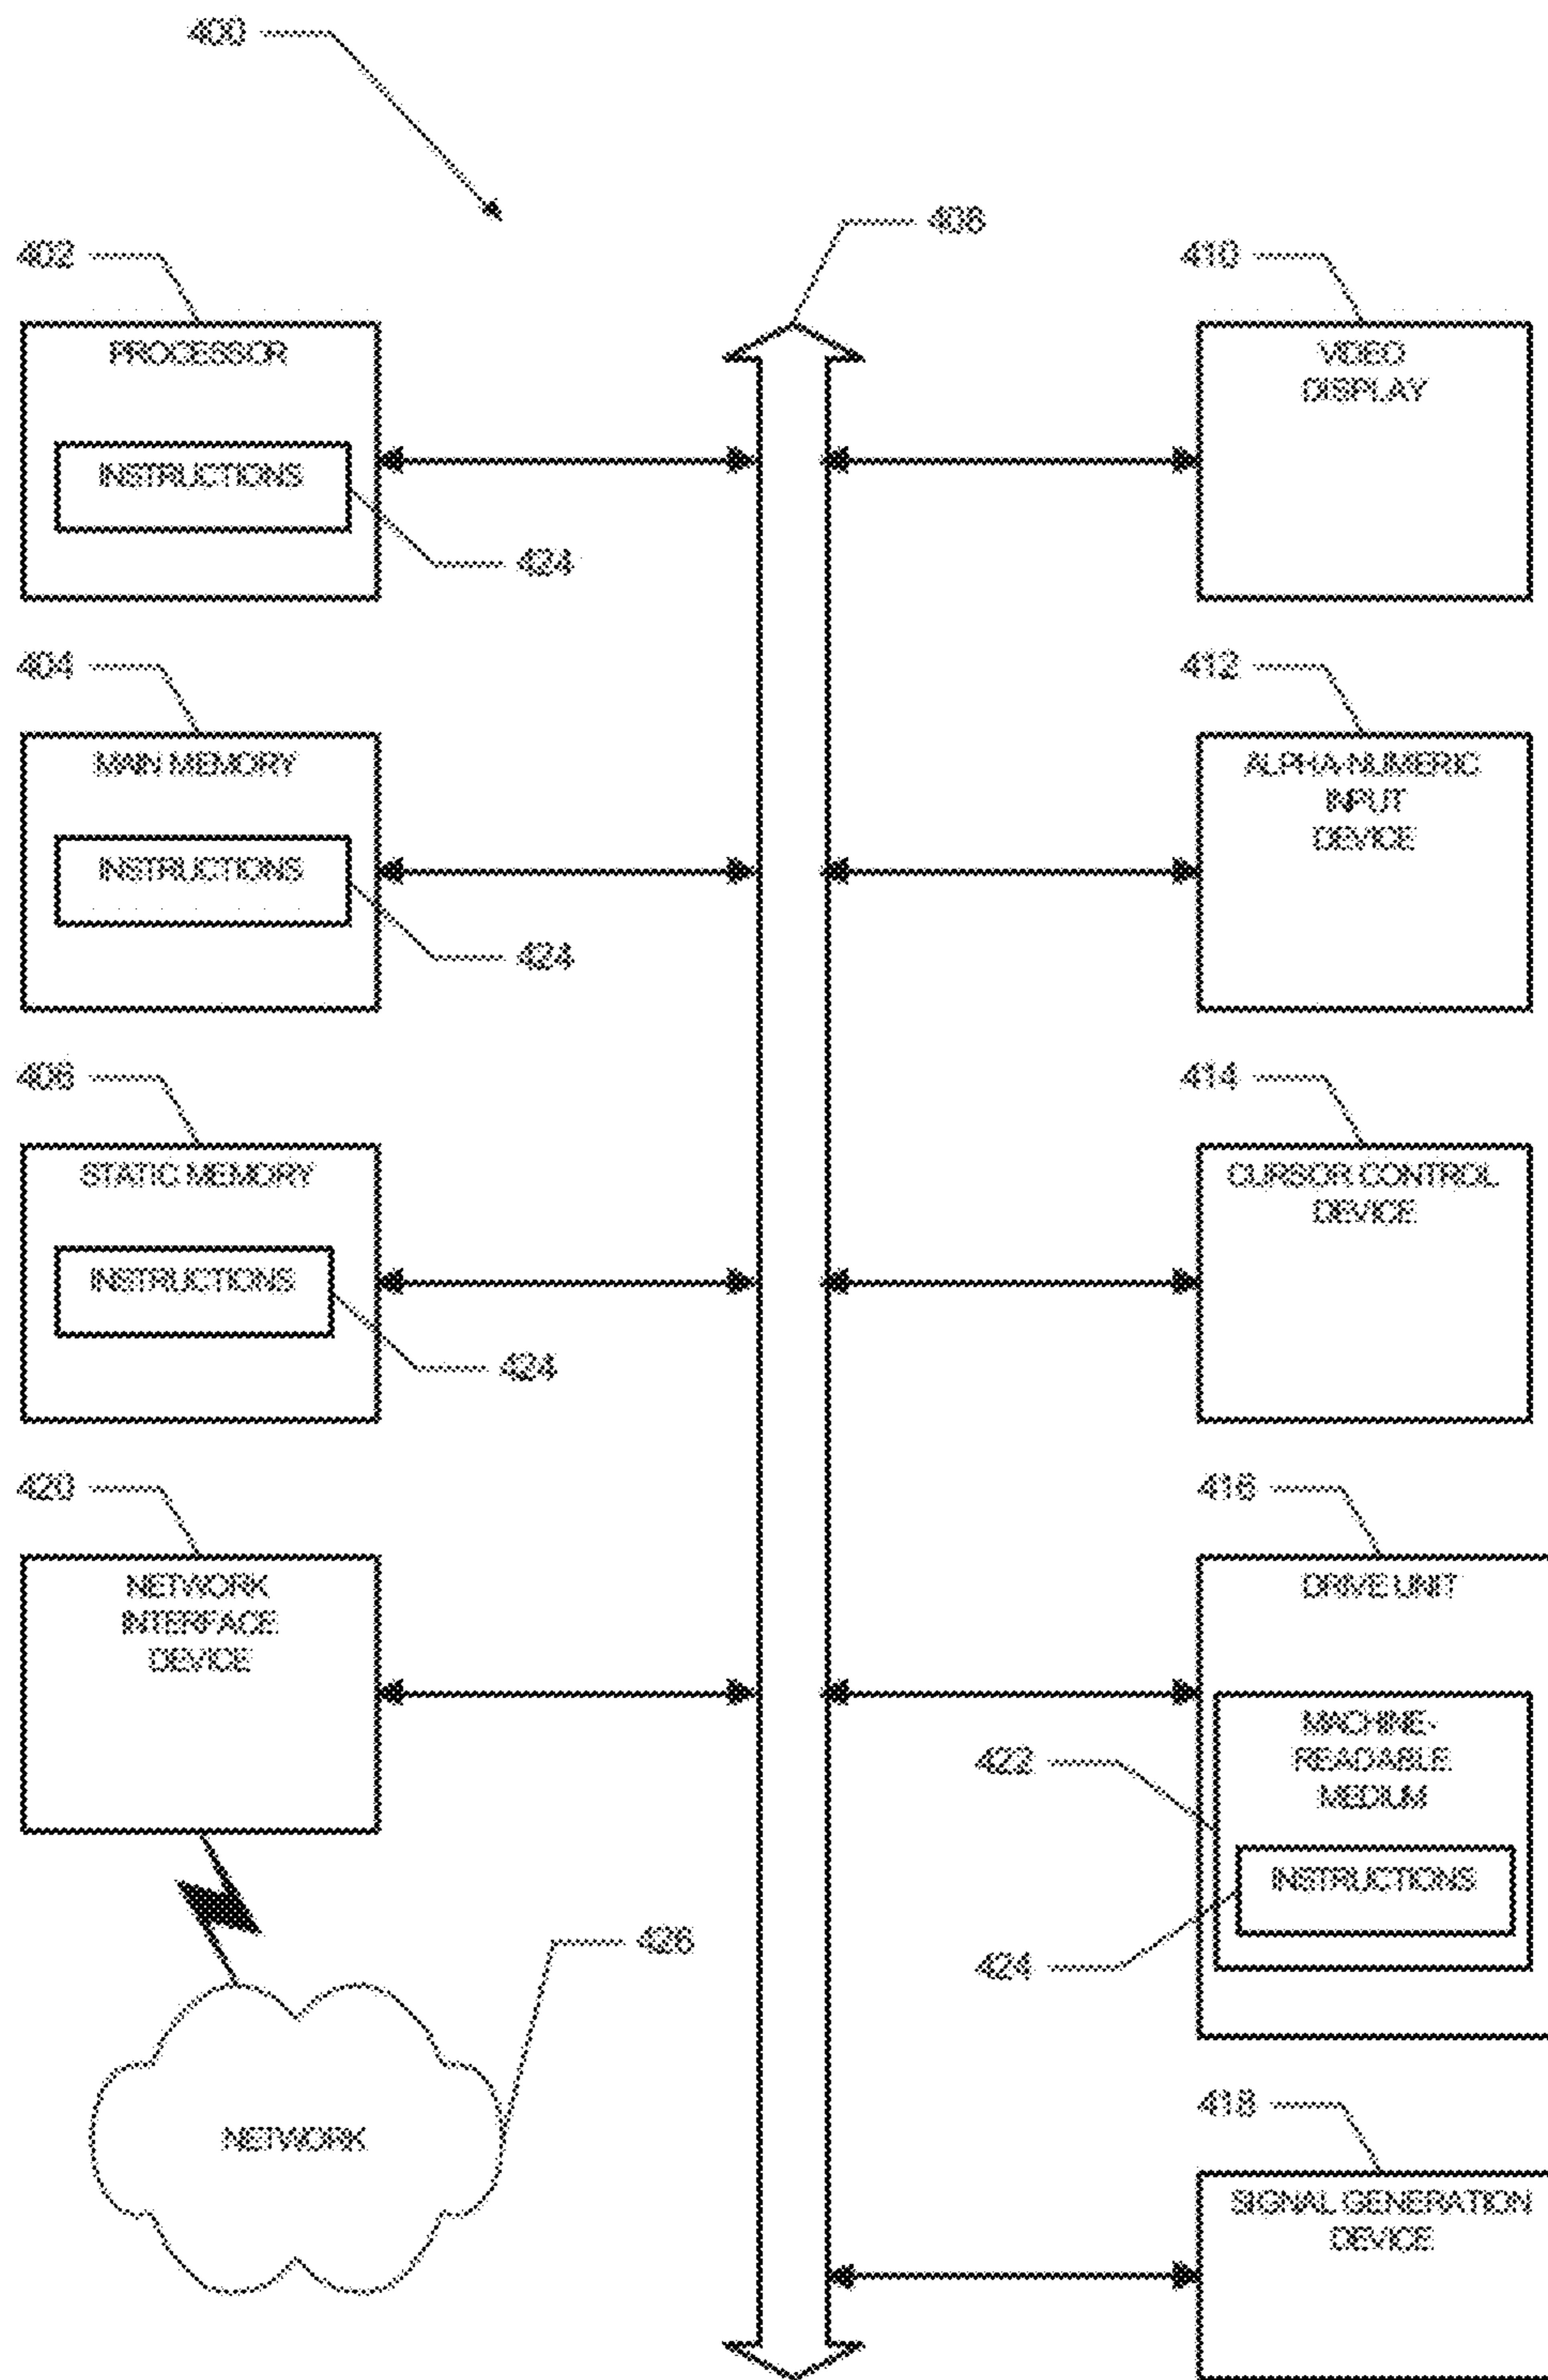 400
408
402
PROCESSOR
INSTRUCTIONS
424
410
VIDEO
DISPLAY
404
MAIN MEMORY
INSTRUCTIONS
424
412
ALPHA-NUMERIC
INPUT
DEVICE
406
STATIC MEMORY
INSTRUCTIONS
424
414
CURSOR CONTROL
DEVICE
420
NETWORK
INTERFACE
DEVICE
416
DRIVE UNIT
422
MACHINE-
READABLE
MEDIUM
INSTRUCTIONS
424
426
NETWORK
418
SIGNAL GENERATION
DEVICE